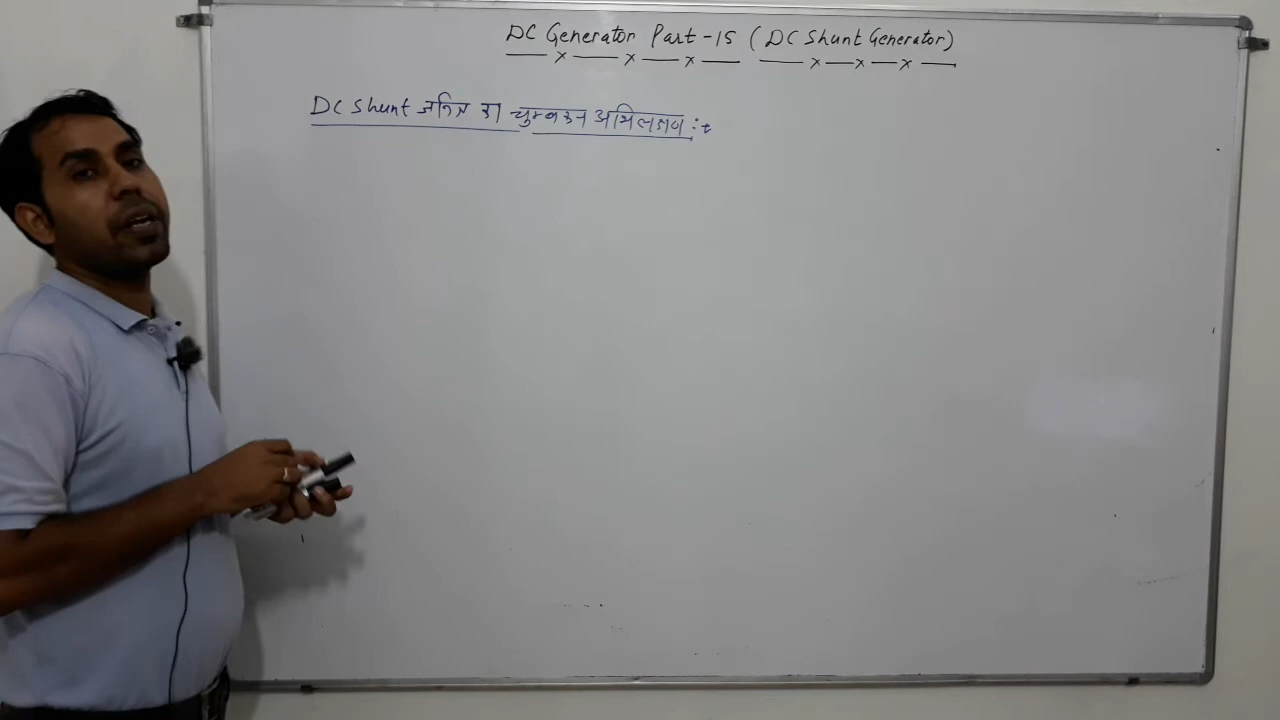 DC Generator Part-15 (DC Shunt Generator)
DC Shunt जनित्र का चुम्बकन अभिलक्षण :-